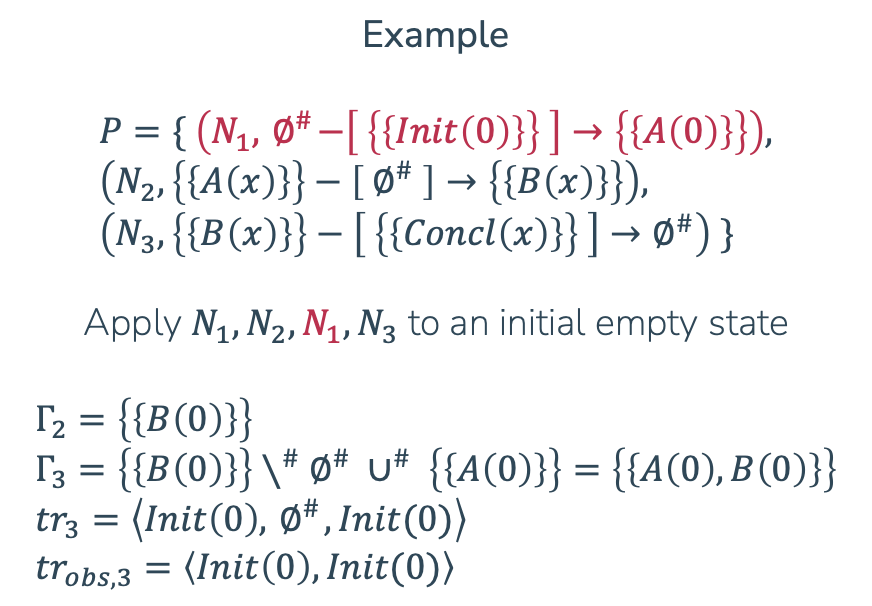 Example
P = { (N₁, ∅# −[ {{Init(0)}} ] → {{A(0)}}),
(N₂, {{A(x)}} − [ ∅# ] → {{B(x)}}),
(N₃, {{B(x)}} − [ {{Concl(x)}} ] → ∅#) }
Apply N₁, N₂, N₁, N₃ to an initial empty state
Γ₂ = {{B(0)}}
Γ₃ = {{B(0)}} \# ∅# ∪# {{A(0)}} = {{A(0), B(0)}}
tr₃ = ⟨Init(0), ∅#, Init(0)⟩
tr_obs,3 = ⟨Init(0), Init(0)⟩